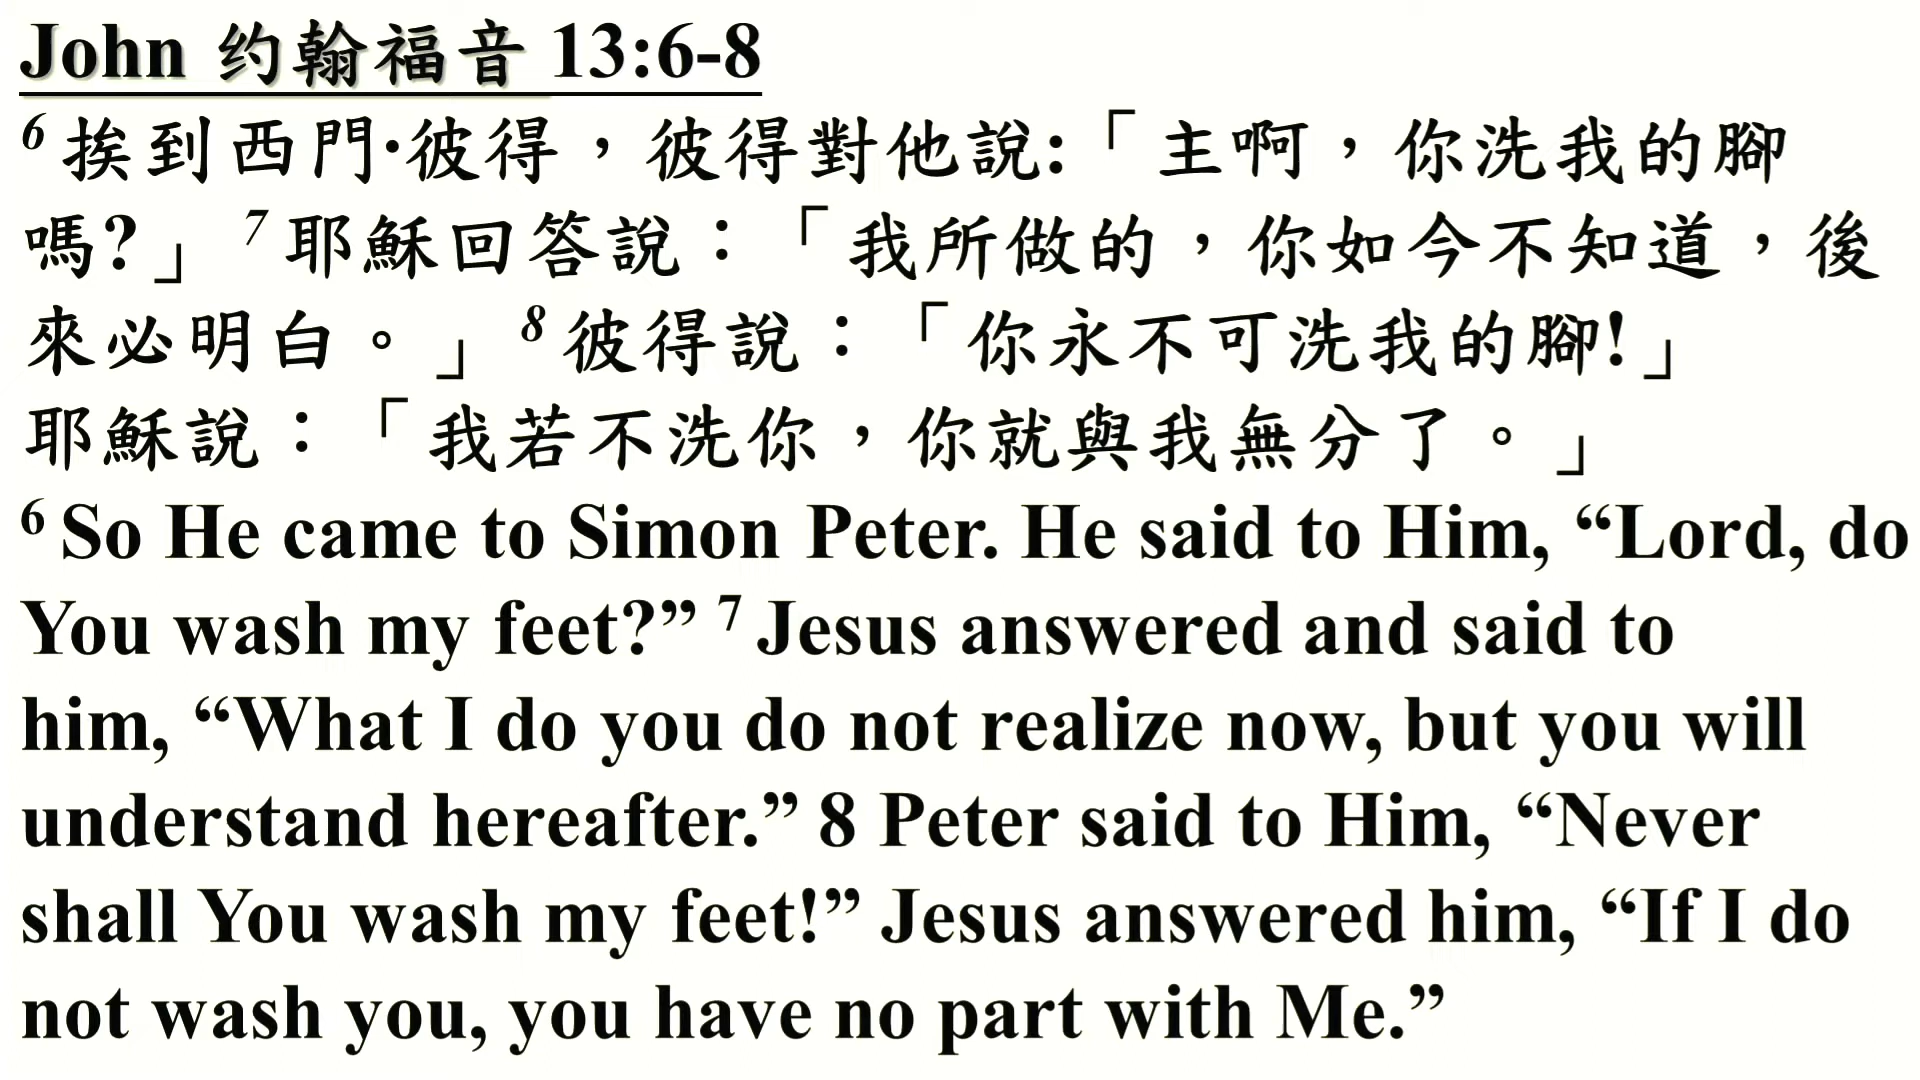 John 约翰福音 13:6-8
6 挨到西門·彼得，彼得對他說:「主啊，你洗我的腳
嗎?」 7 耶穌回答說：「我所做的，你如今不知道，後
來必明白。」 8 彼得說：「你永不可洗我的腳!」
耶穌說：「我若不洗你，你就與我無分了。」
6 So He came to Simon Peter. He said to Him, “Lord, do
You wash my feet?” 7 Jesus answered and said to
him, “What I do you do not realize now, but you will
understand hereafter.” 8 Peter said to Him, “Never
shall You wash my feet!” Jesus answered him, “If I do
not wash you, you have no part with Me.”